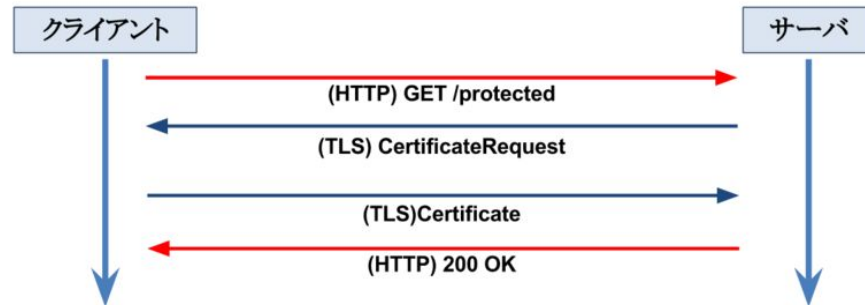 クライアント
サーバ
(HTTP) GET /protected
(TLS) CertificateRequest
(TLS)Certificate
(HTTP) 200 OK